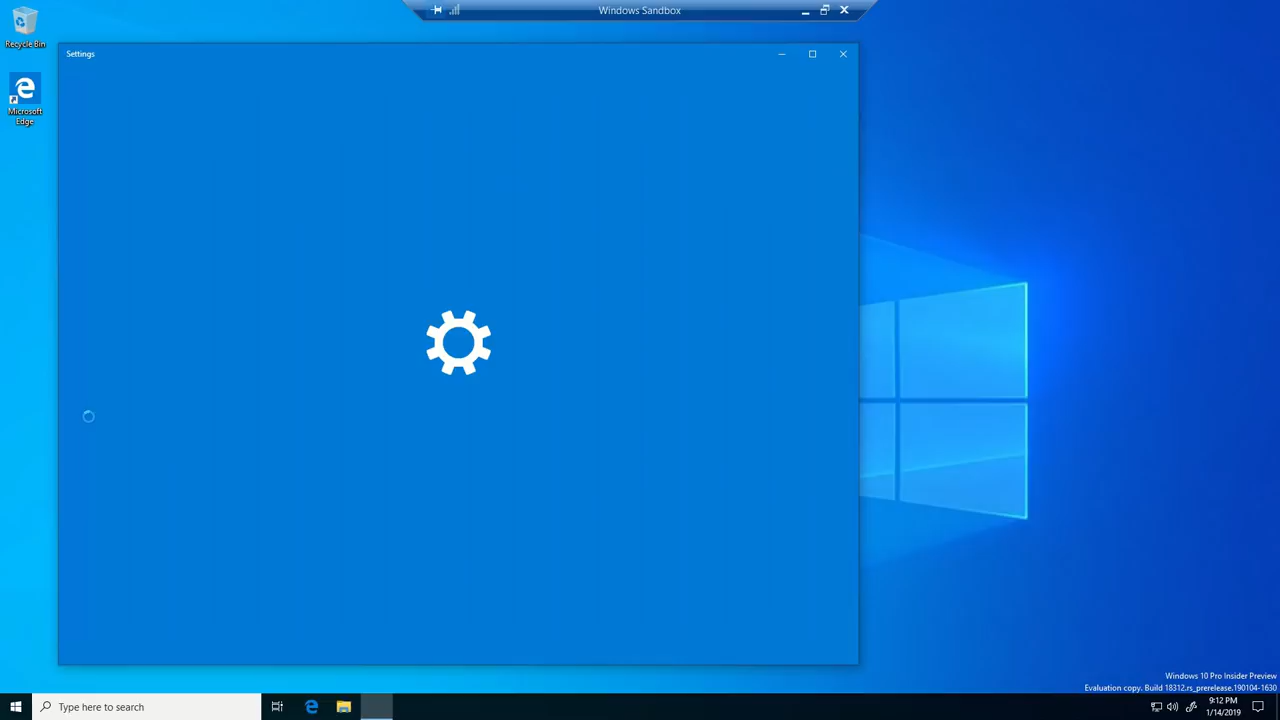 Windows Sandbox
Recycle Bin
Settings
Microsoft
Edge
Windows 10 Pro Insider Preview
Evaluation copy. Build 18312.rs_prerelease.190104-1630
Type here to search
9:12 PM
1/14/2019